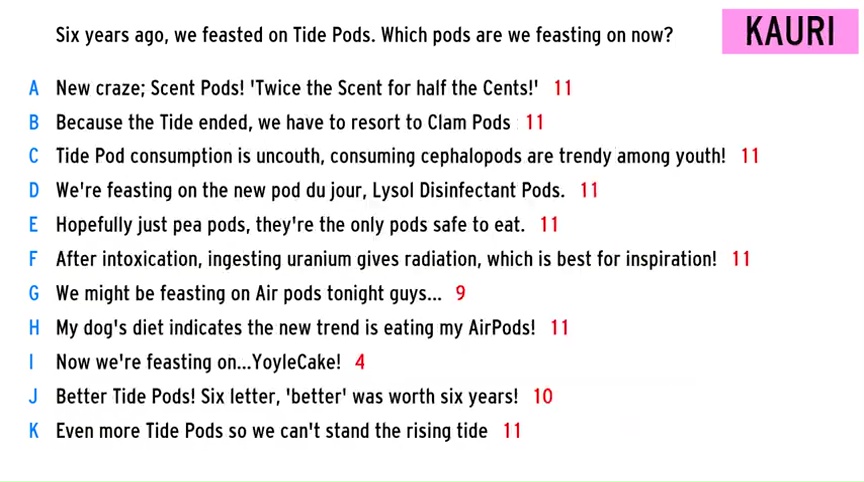 Six years ago, we feasted on Tide Pods. Which pods are we feasting on now?
KAURI
A New craze; Scent Pods! 'Twice the Scent for half the Cents!' 11
B Because the Tide ended, we have to resort to Clam Pods 11
C Tide Pod consumption is uncouth, consuming cephalopods are trendy among youth! 11
D We're feasting on the new pod du jour, Lysol Disinfectant Pods. 11
E Hopefully just pea pods, they're the only pods safe to eat. 11
F After intoxication, ingesting uranium gives radiation, which is best for inspiration! 11
G We might be feasting on Air pods tonight guys... 9
H My dog's diet indicates the new trend is eating my AirPods! 11
I Now we're feasting on...YoyleCake! 4
J Better Tide Pods! Six letter, 'better' was worth six years! 10
K Even more Tide Pods so we can't stand the rising tide 11